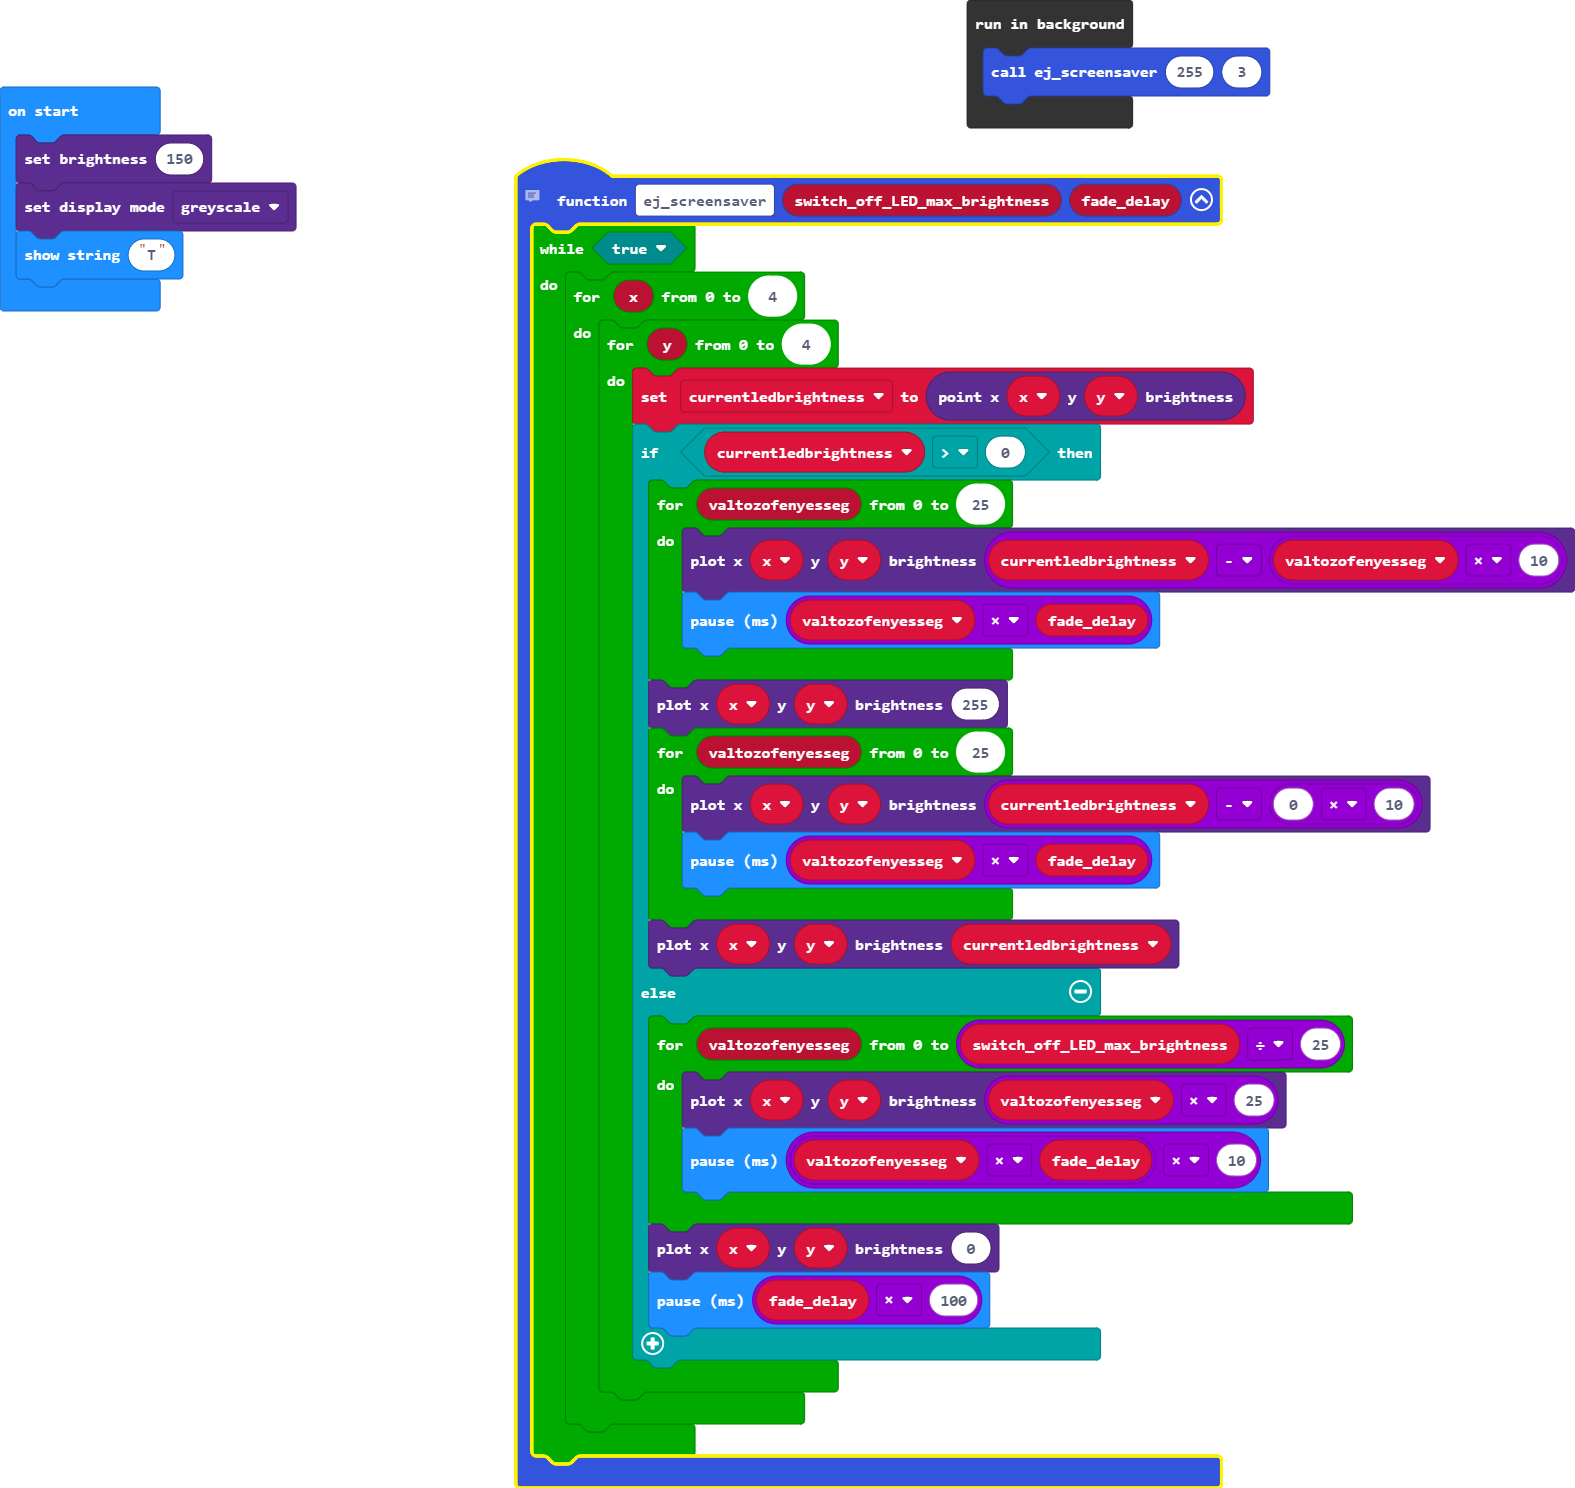 run in background
call ej_screensaver 255 3
on start
set brightness 150
set display mode greyscale
show string "T"
function ej_screensaver switch_off_LED_max_brightness fade_delay
while true
do
for x from 0 to 4
do
for y from 0 to 4
do
set currentledbrightness to point x x y y brightness
if currentledbrightness > 0 then
for valtozofenyesseg from 0 to 25
do
plot x x y y brightness currentledbrightness - valtozofenyesseg × 10
pause (ms) valtozofenyesseg × fade_delay
plot x x y y brightness 255
for valtozofenyesseg from 0 to 25
do
plot x x y y brightness currentledbrightness - 0 × 10
pause (ms) valtozofenyesseg × fade_delay
plot x x y y brightness currentledbrightness
else
for valtozofenyesseg from 0 to switch_off_LED_max_brightness ÷ 25
do
plot x x y y brightness valtozofenyesseg × 25
pause (ms) valtozofenyesseg × fade_delay × 10
plot x x y y brightness 0
pause (ms) fade_delay × 100